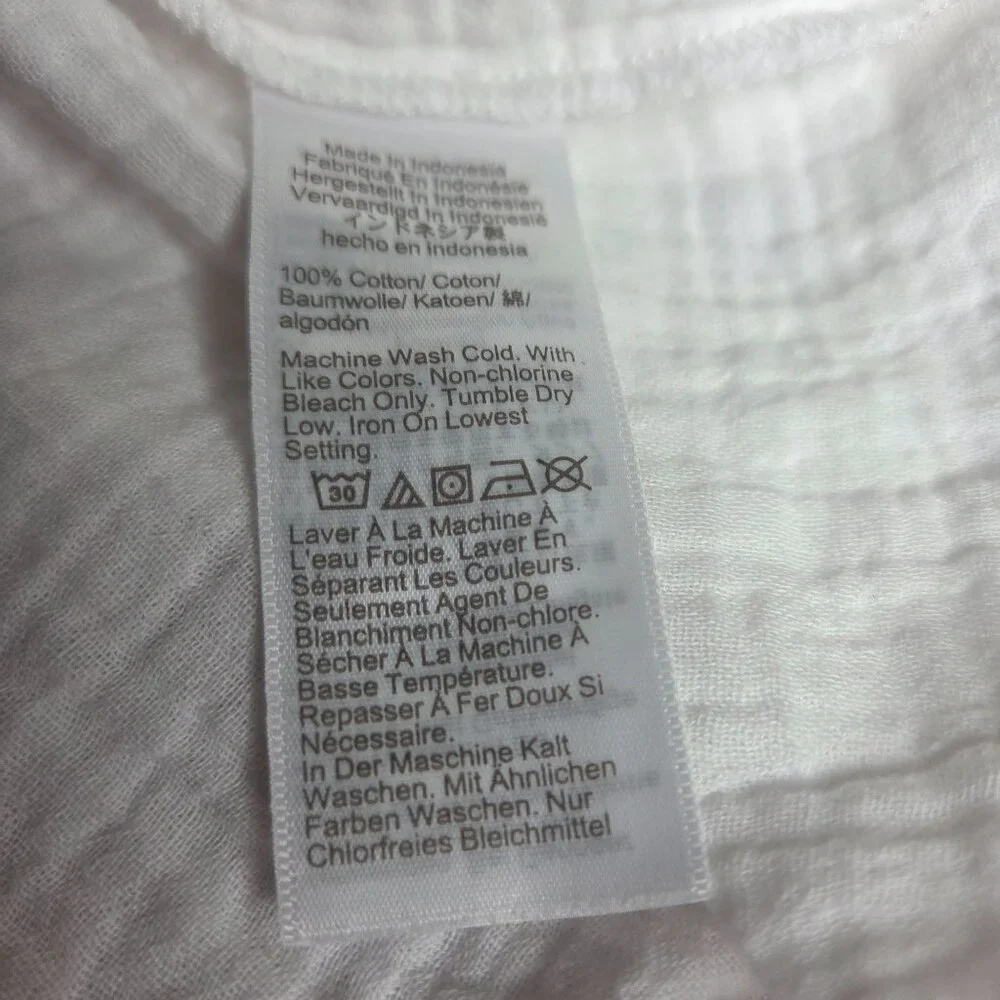 Made In Indonesia
Fabriqué En Indonésie
Hergestellt In Indonesien
Vervaardigd In Indonesië
インドネシア製
hecho en indonesia
100% Cotton/ Coton/
Baumwolle/ Katoen/ 綿/
algodón
Machine Wash Cold. With
Like Colors. Non-chlorine
Bleach Only. Tumble Dry
Low. Iron On Lowest
Setting.
30
Laver À La Machine À
L'eau Froide. Laver En
Séparant Les Couleurs.
Seulement Agent De
Blanchiment Non-chlore.
Sécher À La Machine À
Basse Température.
Repasser À Fer Doux Si
Nécessaire.
In Der Maschine Kalt
Waschen. Mit Ähnlichen
Farben Waschen. Nur
Chlorfreies Bleichmittel